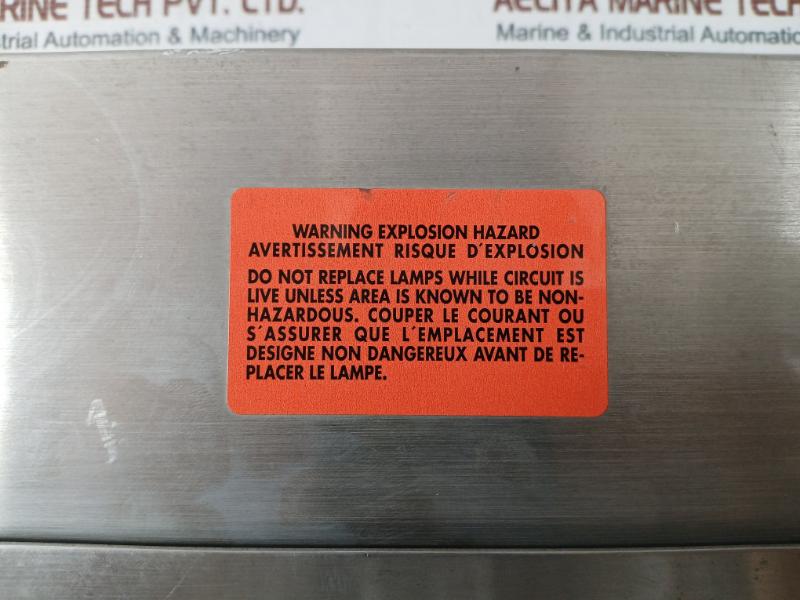 RINE TECH PVT. LTD.
AELITA MARINE TECH
strial Automation & Machinery
Marine & Industrial Automatio
WARNING EXPLOSION HAZARD
AVERTISSEMENT RISQUE D'EXPLOSION
DO NOT REPLACE LAMPS WHILE CIRCUIT IS
LIVE UNLESS AREA IS KNOWN TO BE NON-
HAZARDOUS. COUPER LE COURANT OU
S'ASSURER QUE L'EMPLACEMENT EST
DESIGNE NON DANGEREUX AVANT DE RE-
PLACER LE LAMPE.